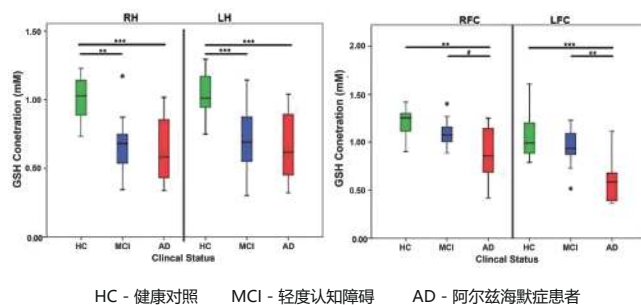 RH LH
*** ***
** ***
1.50
1.00
0.50
0.00
GSH Conetration (mM)
HC MCI AD HC MCI AD
Clincal Status
RFC LFC
** ***
# **
2.00
1.50
1.00
0.50
0.00
GSH Conetration (mM)
HC MCI AD HC MCI AD
Clinical Status
HC - 健康对照 MCI - 轻度认知障碍 AD - 阿尔兹海默症患者